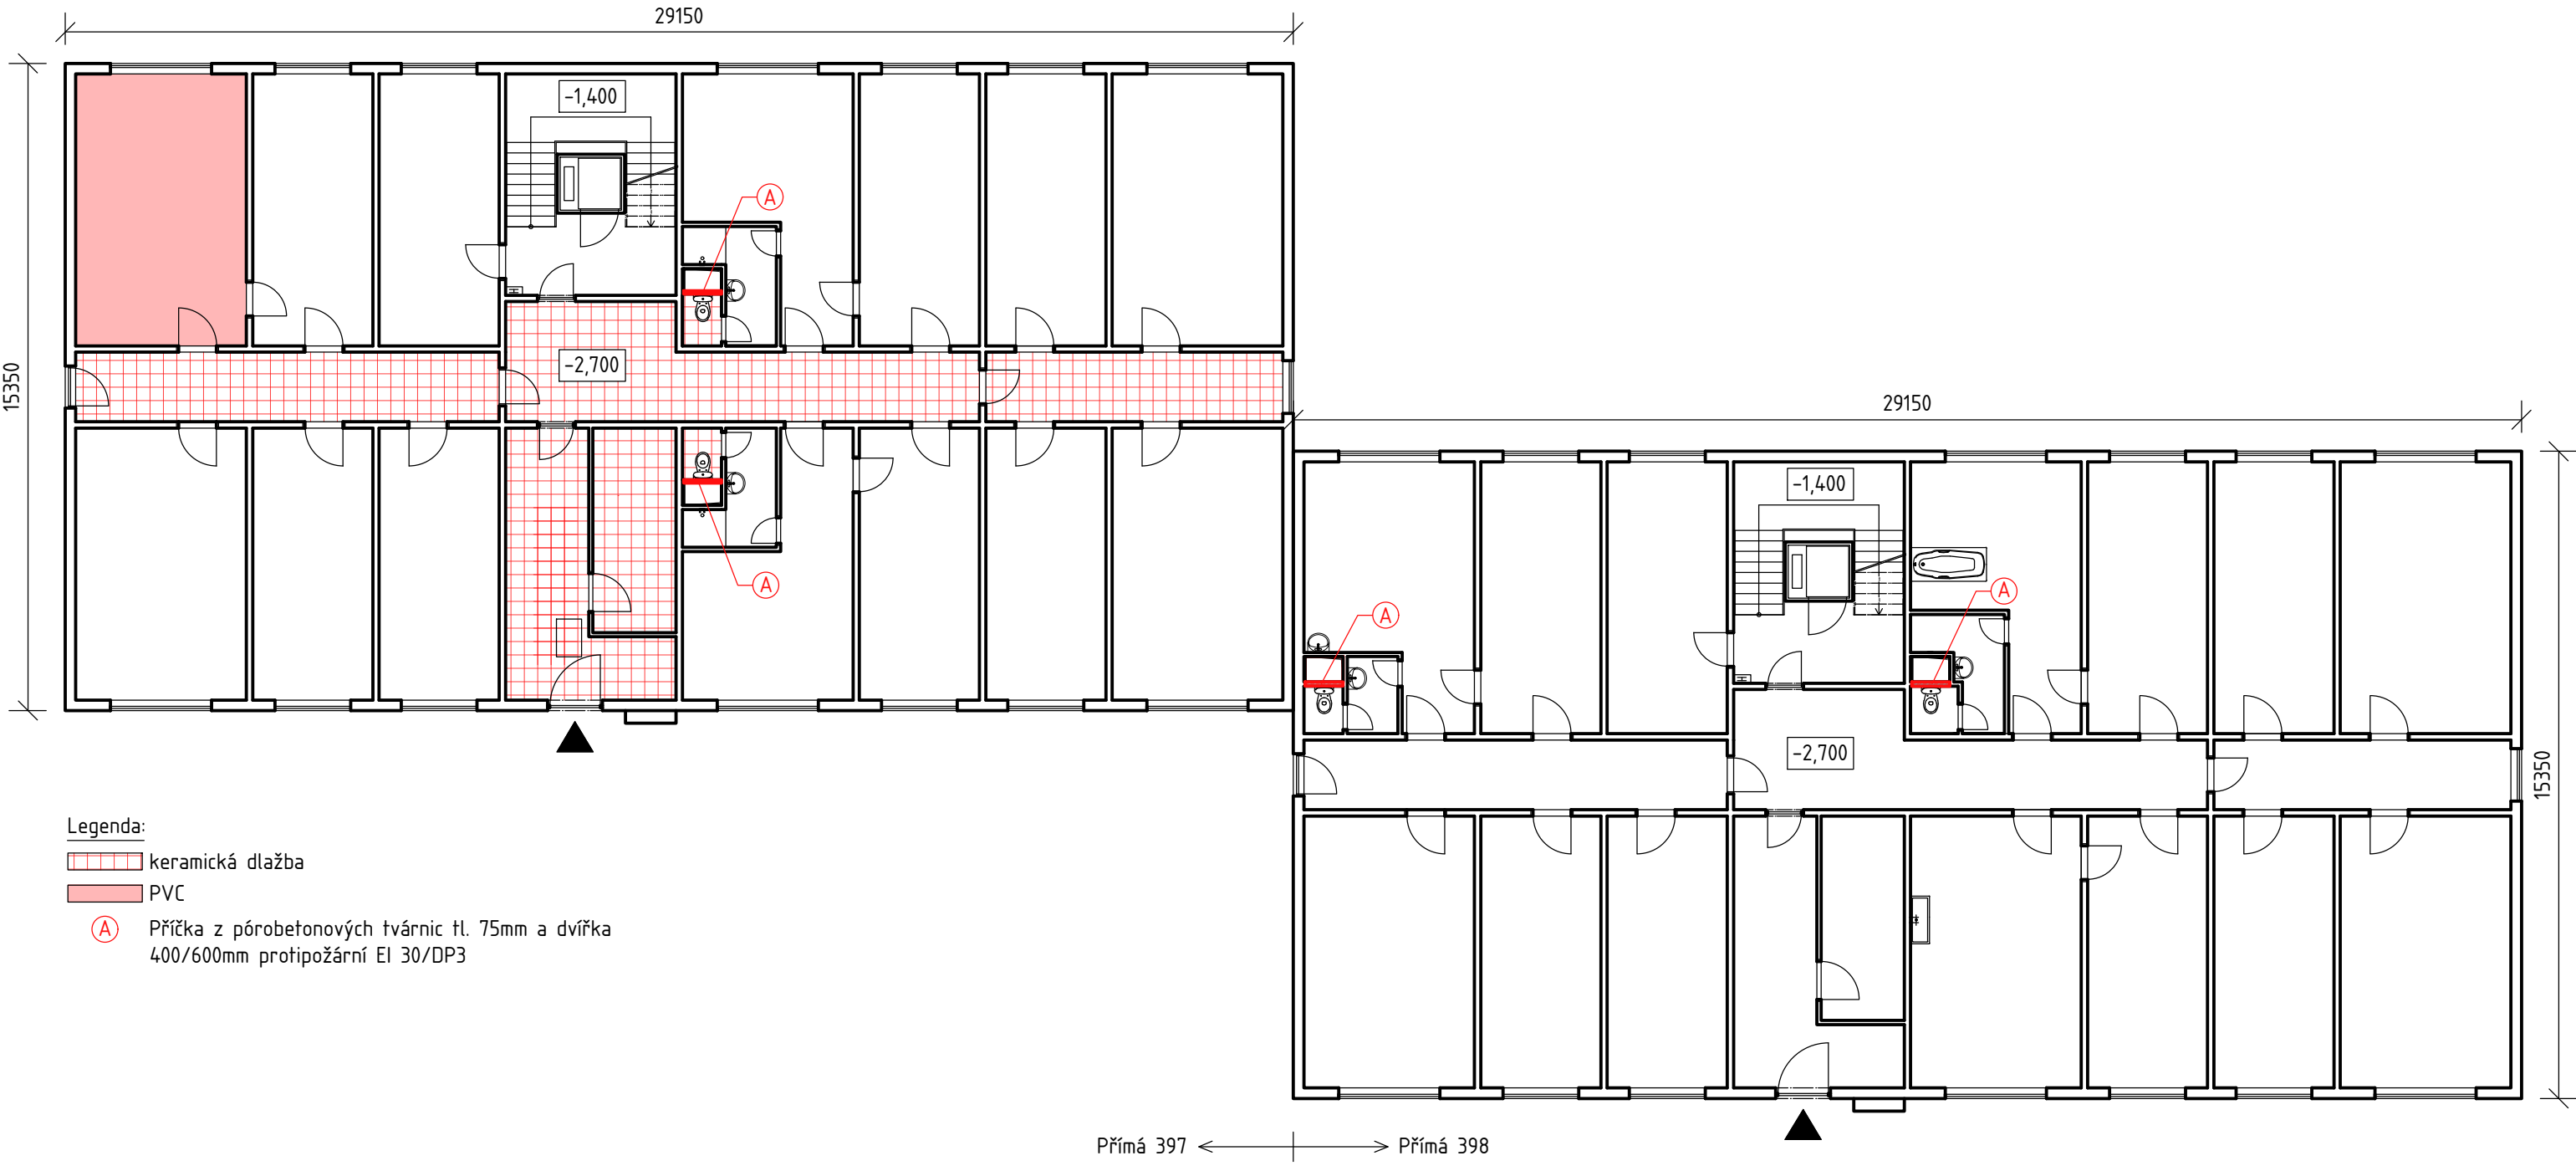 29150
-1,400
A
15350
-2,700
A
29150
-1,400
A
A
-2,700
15350
Legenda:
keramická dlažba
PVC
A Příčka z pórobetonových tvárnic tl. 75mm a dvířka
400/600mm protipožární EI 30/DP3
Přímá 397 Přímá 398